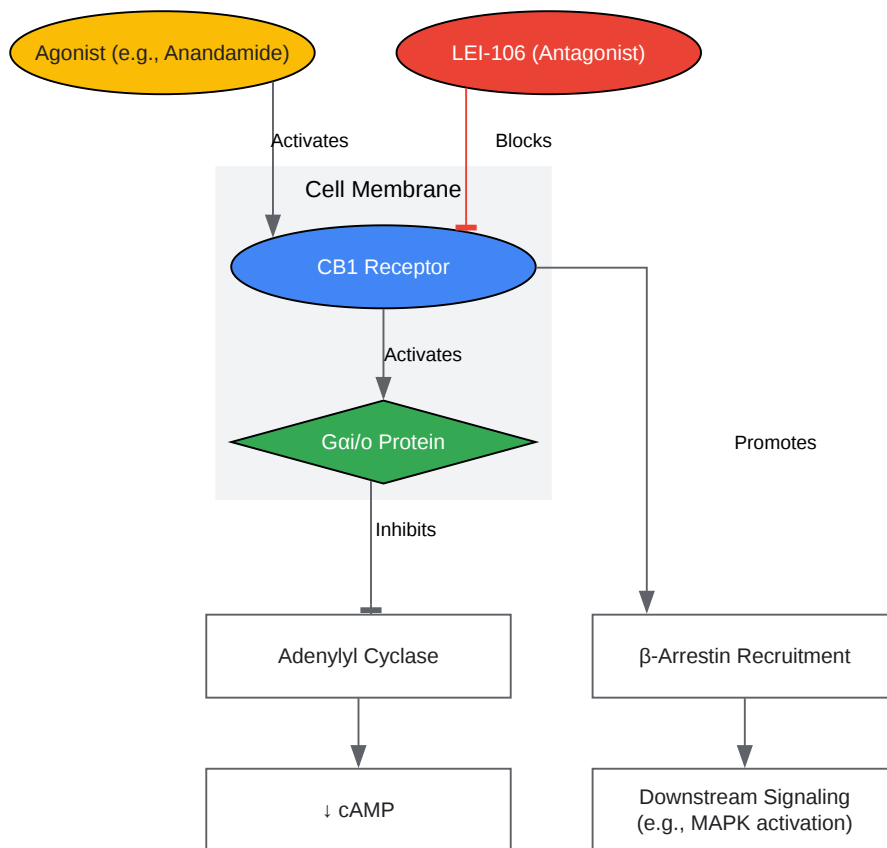 Agonist (e.g., Anandamide)
LEI-106 (Antagonist)
Activates
Blocks
Cell Membrane
CB1 Receptor
Activates
Gαi/o Protein
Promotes
Inhibits
Adenylyl Cyclase
β-Arrestin Recruitment
↓ cAMP
Downstream Signaling
(e.g., MAPK activation)